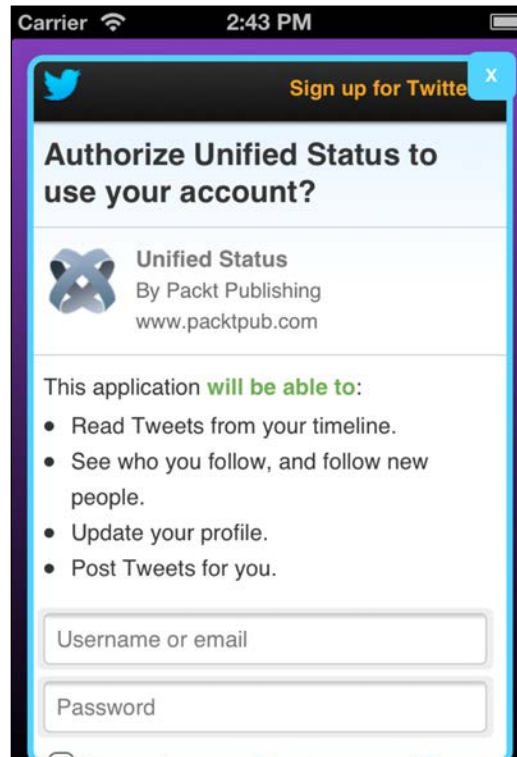 Carrier 2:43 PM
Sign up for Twitte
X
Authorize Unified Status to
use your account?
Unified Status
By Packt Publishing
www.packtpub.com
This application will be able to:
• Read Tweets from your timeline.
• See who you follow, and follow new
people.
• Update your profile.
• Post Tweets for you.
Username or email
Password